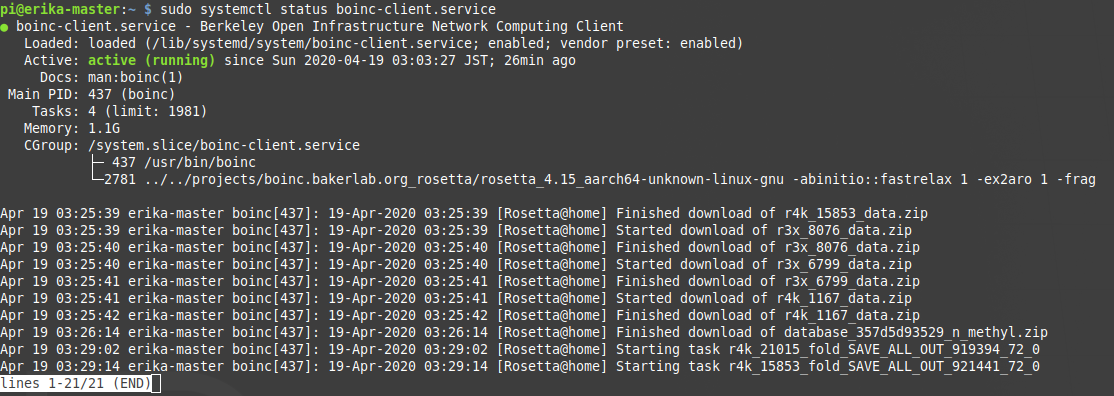 pi@erika-master:~ $ sudo systemctl status boinc-client.service
● boinc-client.service - Berkeley Open Infrastructure Network Computing Client
   Loaded: loaded (/lib/systemd/system/boinc-client.service; enabled; vendor preset: enabled)
   Active: active (running) since Sun 2020-04-19 03:03:27 JST; 26min ago
     Docs: man:boinc(1)
 Main PID: 437 (boinc)
    Tasks: 4 (limit: 1981)
   Memory: 1.1G
   CGroup: /system.slice/boinc-client.service
           ├─ 437 /usr/bin/boinc
           └─2781 ../../projects/boinc.bakerlab.org_rosetta/rosetta_4.15_aarch64-unknown-linux-gnu -abinitio::fastrelax 1 -ex2aro 1 -frag

Apr 19 03:25:39 erika-master boinc[437]: 19-Apr-2020 03:25:39 [Rosetta@home] Finished download of r4k_15853_data.zip
Apr 19 03:25:39 erika-master boinc[437]: 19-Apr-2020 03:25:39 [Rosetta@home] Started download of r3x_8076_data.zip
Apr 19 03:25:40 erika-master boinc[437]: 19-Apr-2020 03:25:40 [Rosetta@home] Finished download of r3x_8076_data.zip
Apr 19 03:25:40 erika-master boinc[437]: 19-Apr-2020 03:25:40 [Rosetta@home] Started download of r3x_6799_data.zip
Apr 19 03:25:41 erika-master boinc[437]: 19-Apr-2020 03:25:41 [Rosetta@home] Finished download of r3x_6799_data.zip
Apr 19 03:25:41 erika-master boinc[437]: 19-Apr-2020 03:25:41 [Rosetta@home] Started download of r4k_1167_data.zip
Apr 19 03:25:42 erika-master boinc[437]: 19-Apr-2020 03:25:42 [Rosetta@home] Finished download of r4k_1167_data.zip
Apr 19 03:26:14 erika-master boinc[437]: 19-Apr-2020 03:26:14 [Rosetta@home] Finished download of database_357d5d93529_n_methyl.zip
Apr 19 03:29:02 erika-master boinc[437]: 19-Apr-2020 03:29:02 [Rosetta@home] Starting task r4k_21015_fold_SAVE_ALL_OUT_919394_72_0
Apr 19 03:29:14 erika-master boinc[437]: 19-Apr-2020 03:29:14 [Rosetta@home] Starting task r4k_15853_fold_SAVE_ALL_OUT_921441_72_0
lines 1-21/21 (END)